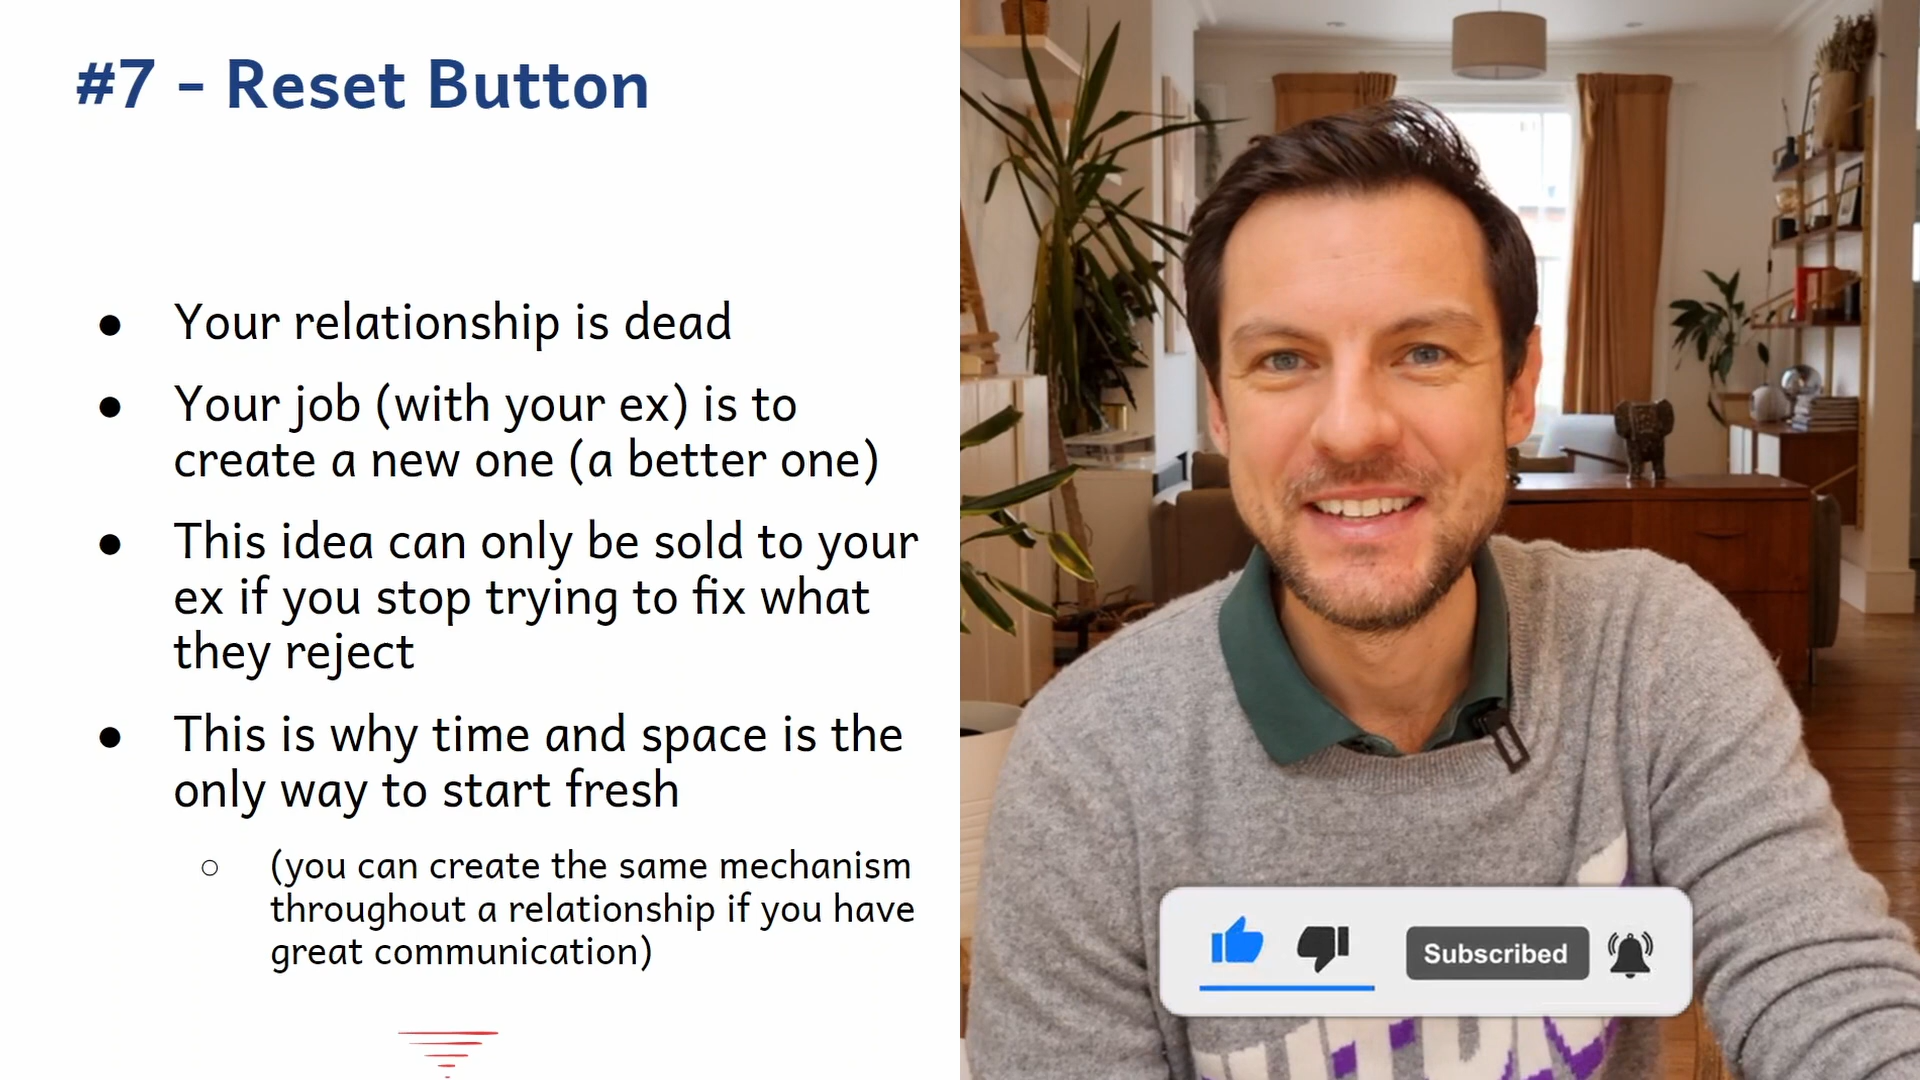 #7 - Reset Button
● Your relationship is dead
● Your job (with your ex) is to
create a new one (a better one)
● This idea can only be sold to your
ex if you stop trying to fix what
they reject
● This is why time and space is the
only way to start fresh
○ (you can create the same mechanism
throughout a relationship if you have
great communication)
Subscribed